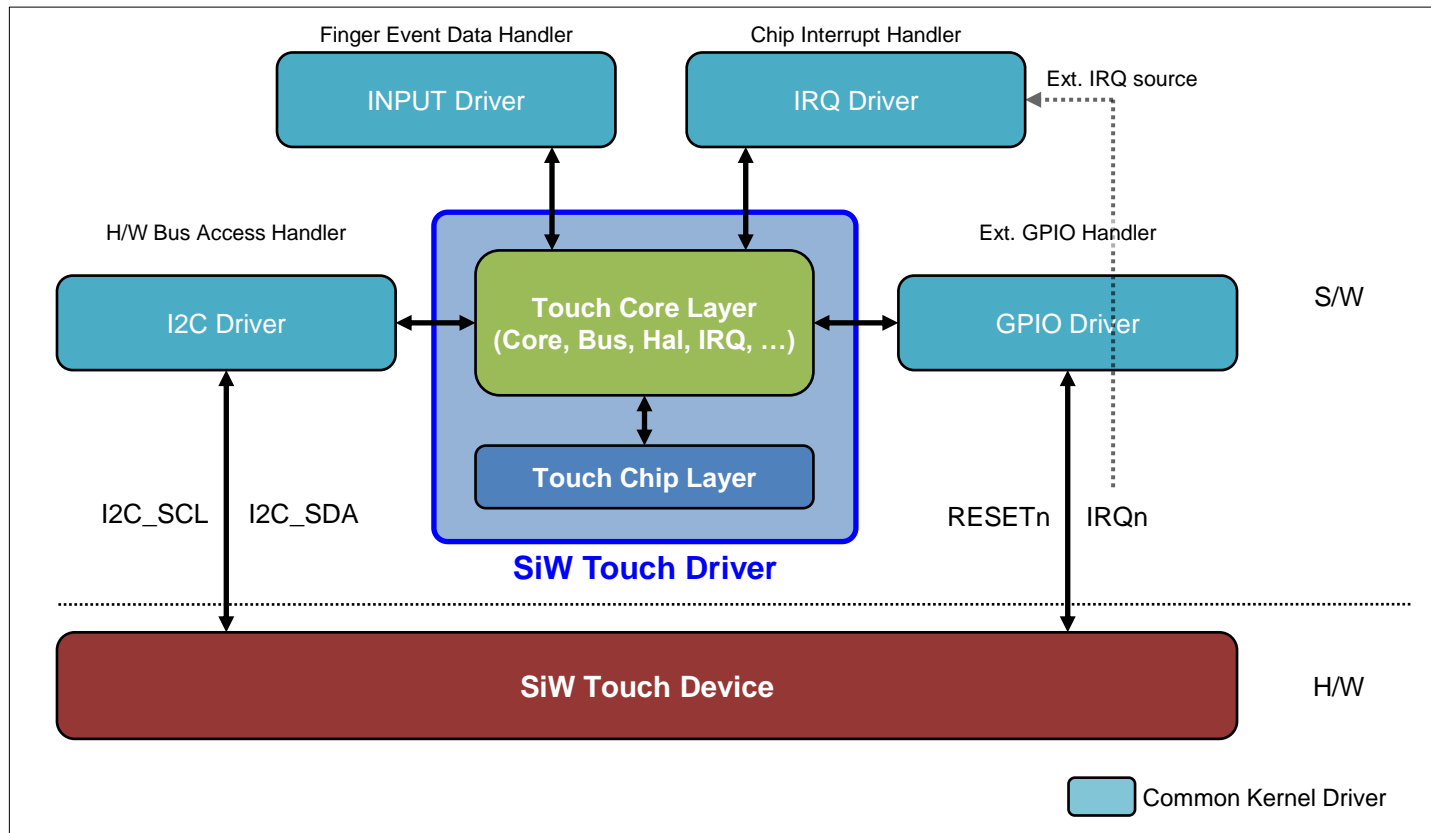 Finger Event Data Handler
Chip Interrupt Handler
INPUT Driver
IRQ Driver
Ext. IRQ source
H/W Bus Access Handler
Ext. GPIO Handler
I2C Driver
Touch Core Layer
(Core, Bus, Hal, IRQ, …)
GPIO Driver
S/W
Touch Chip Layer
I2C_SCL
I2C_SDA
RESETn
IRQn
SiW Touch Driver
SiW Touch Device
H/W
Common Kernel Driver